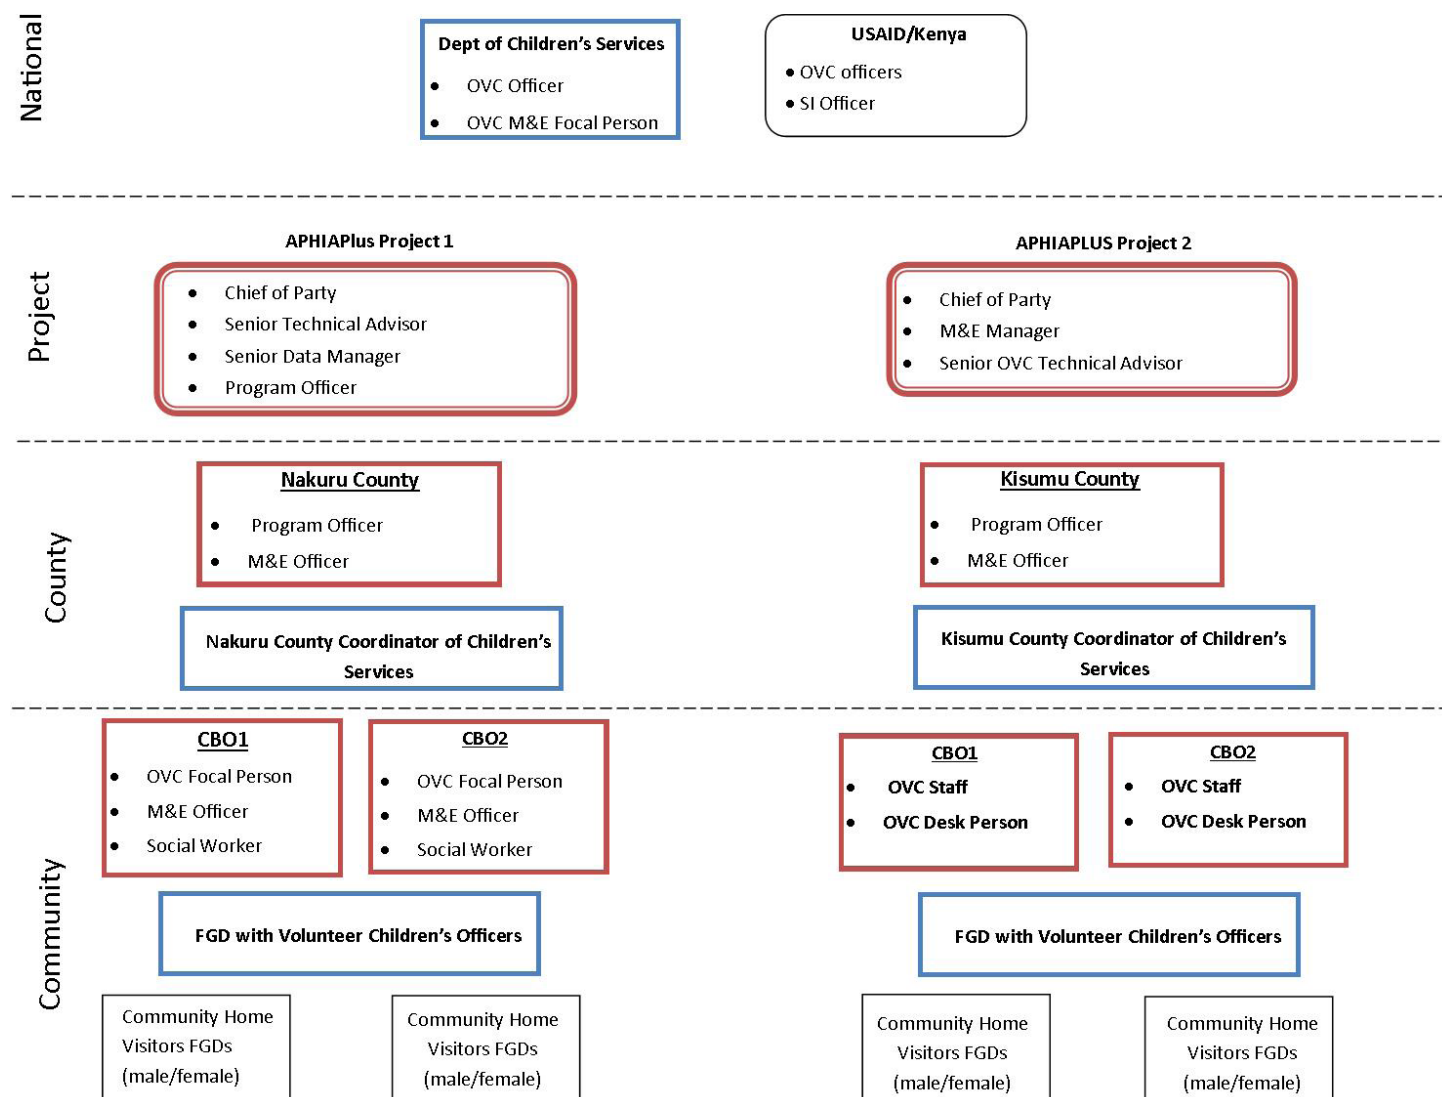 National
Dept of Children's Services
• OVC Officer
• OVC M&E Focal Person
USAID/Kenya
• OVC officers
• SI Officer
Project
APHIAPlus Project 1
• Chief of Party
• Senior Technical Advisor
• Senior Data Manager
• Program Officer
APHIAPLUS Project 2
• Chief of Party
• M&E Manager
• Senior OVC Technical Advisor
County
Nakuru County
• Program Officer
• M&E Officer
Kisumu County
• Program Officer
• M&E Officer
Nakuru County Coordinator of Children's
Services
Kisumu County Coordinator of Children's
Services
Community
CBO1
• OVC Focal Person
• M&E Officer
• Social Worker
CBO2
• OVC Focal Person
• M&E Officer
• Social Worker
CBO1
• OVC Staff
• OVC Desk Person
CBO2
• OVC Staff
• OVC Desk Person
FGD with Volunteer Children's Officers
FGD with Volunteer Children's Officers
Community Home
Visitors FGDs
(male/female)
Community Home
Visitors FGDs
(male/female)
Community Home
Visitors FGDs
(male/female)
Community Home
Visitors FGDs
(male/female)